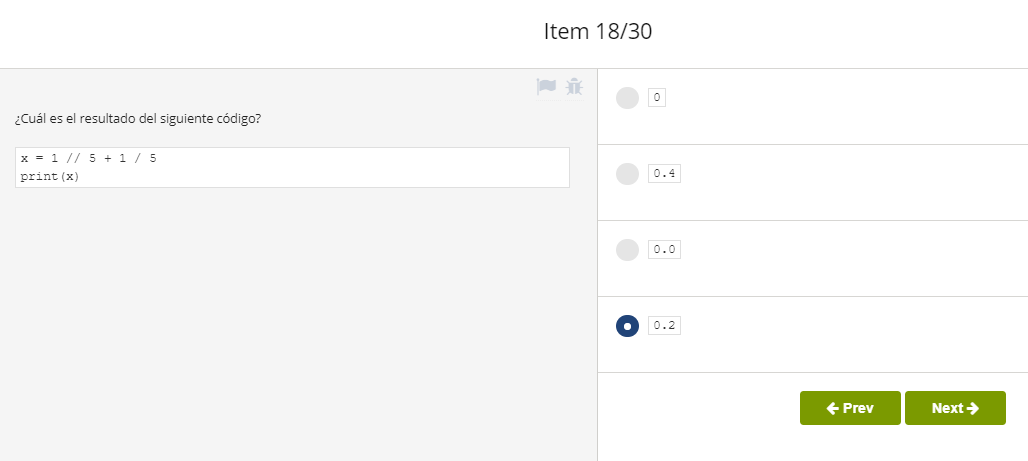 Item 18/30
¿Cuál es el resultado del siguiente código?
x = 1 // 5 + 1 / 5
print(x)
0
0.4
0.0
0.2
Prev
Next